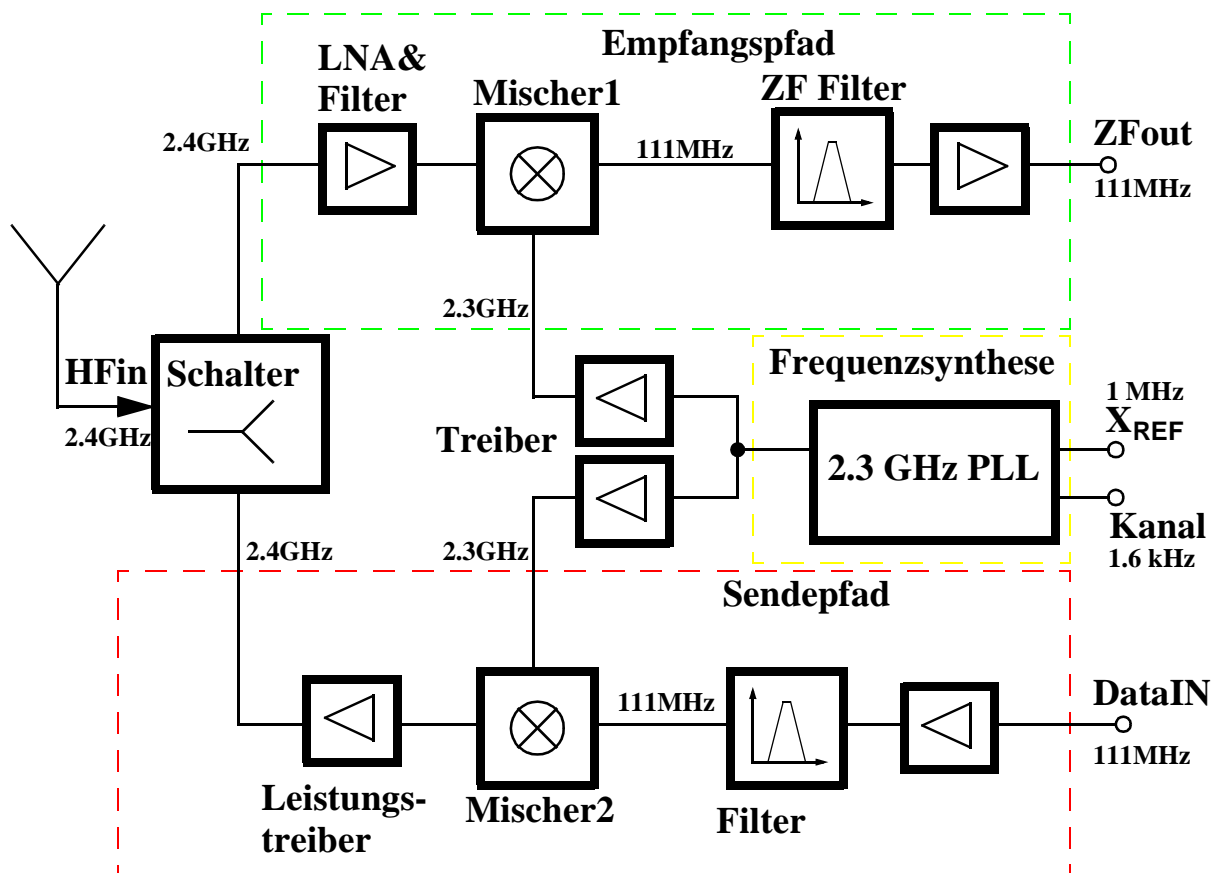 Empfangspfad
LNA&
Filter
Mischer1
ZF Filter
ZFout
2.4GHz
111MHz
111MHz
2.3GHz
HFin
Schalter
2.4GHz
Treiber
Frequenzsynthese
1 MHz
XREF
2.3 GHz PLL
Kanal
1.6 kHz
2.4GHz
2.3GHz
Sendepfad
111MHz
DataIN
111MHz
Leistungs-
treiber
Mischer2
Filter